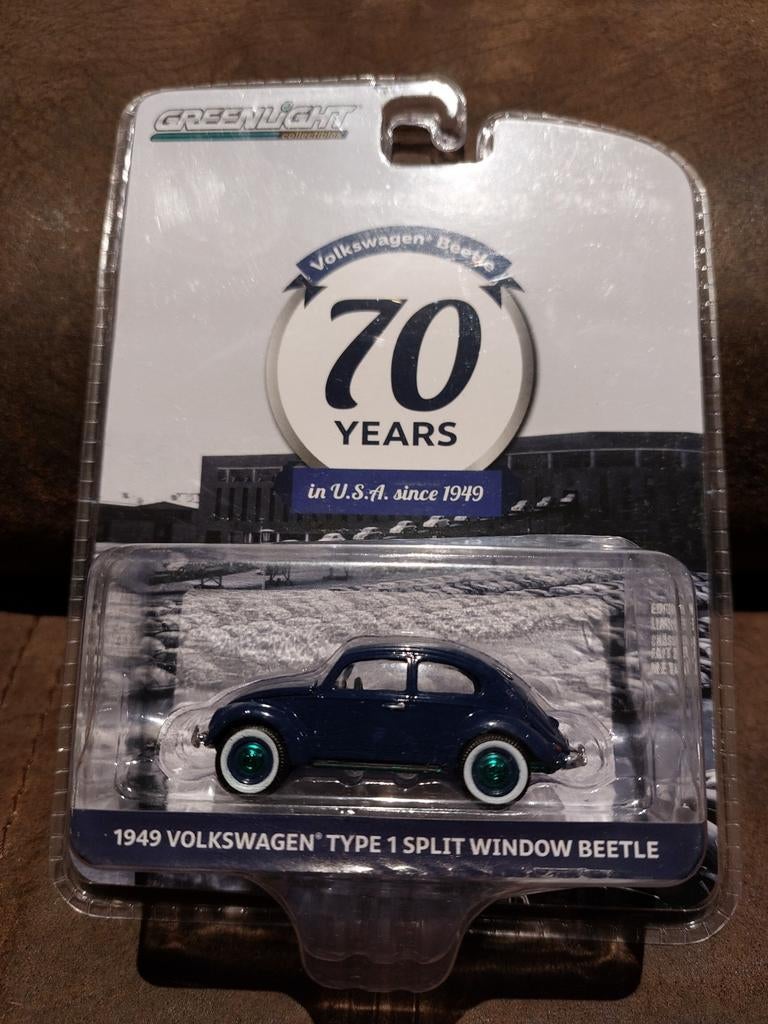 GREENLIGHT
collectibles
Volkswagen® Beetle
70
YEARS
in U.S.A. since 1949
1949 VOLKSWAGEN® TYPE 1 SPLIT WINDOW BEETLE